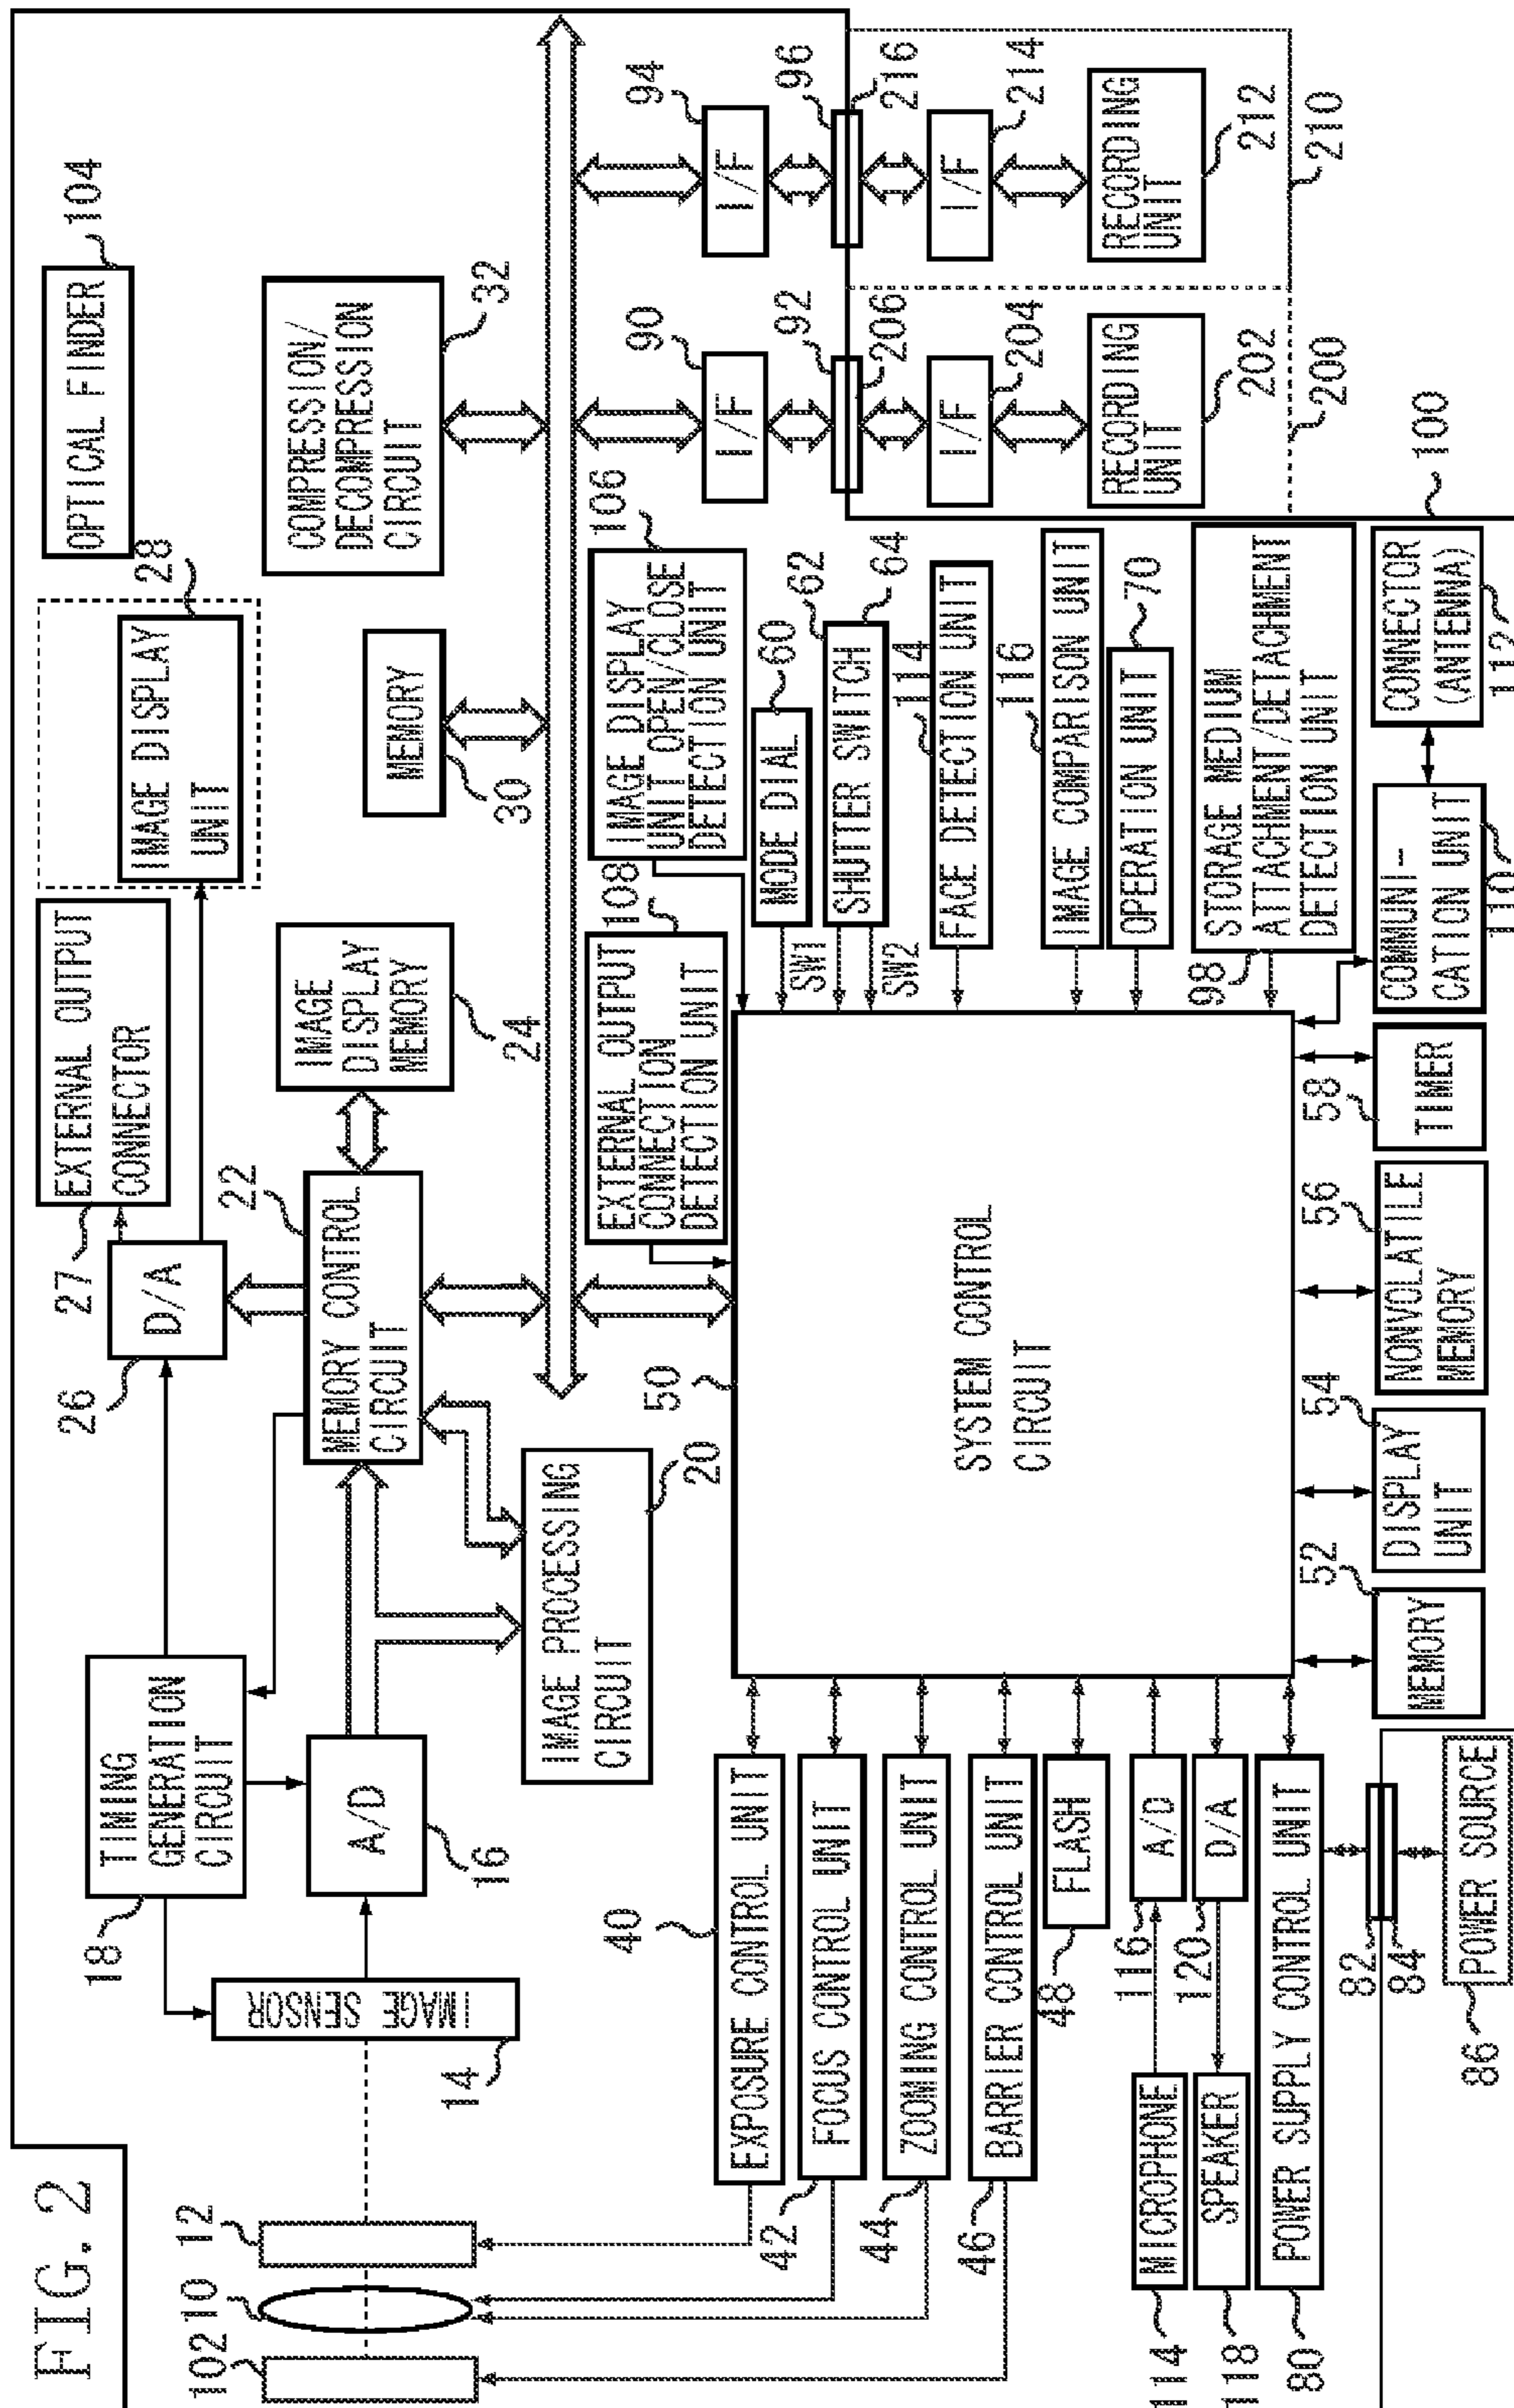 FIG. 2
102
10
12
14
IMAGE SENSOR
18
TIMING
GENERATION
CIRCUIT
A/D
16
26
D/A
27
EXTERNAL OUTPUT
CONNECTOR
IMAGE DISPLAY
UNIT
28
OPTICAL FINDER
104
22
MEMORY CONTROL
CIRCUIT
IMAGE
DISPLAY
MEMORY
24
MEMORY
30
COMPRESSION/
DECOMPRESSION
CIRCUIT
32
IMAGE PROCESSING
CIRCUIT
20
50
SYSTEM CONTROL
CIRCUIT
EXTERNAL OUTPUT
CONNECTION
DETECTION UNIT
108
IMAGE DISPLAY
UNIT OPEN/CLOSE
DETECTION UNIT
106
MODE DIAL
60
SW1
SHUTTER SWITCH
62
64
SW2
FACE DETECTION UNIT
114
IMAGE COMPARISON UNIT
116
OPERATION UNIT
70
STORAGE MEDIUM
ATTACHMENT/DETACHMENT
DETECTION UNIT
98
I/F
90
92
206
I/F
204
RECORDING
UNIT
202
200
I/F
94
96
216
I/F
214
RECORDING
UNIT
212
210
100
EXPOSURE CONTROL UNIT
40
FOCUS CONTROL UNIT
42
ZOOMING CONTROL UNIT
44
BARRIER CONTROL UNIT
46
FLASH
48
114
MICROPHONE
116
A/D
118
SPEAKER
120
D/A
80
POWER SUPPLY CONTROL UNIT
82
84
86
POWER SOURCE
MEMORY
52
DISPLAY
UNIT
54
NONVOLATILE
MEMORY
56
TIMER
58
COMMUNI-
CATION UNIT
CONNECTOR
(ANTENNA)
112